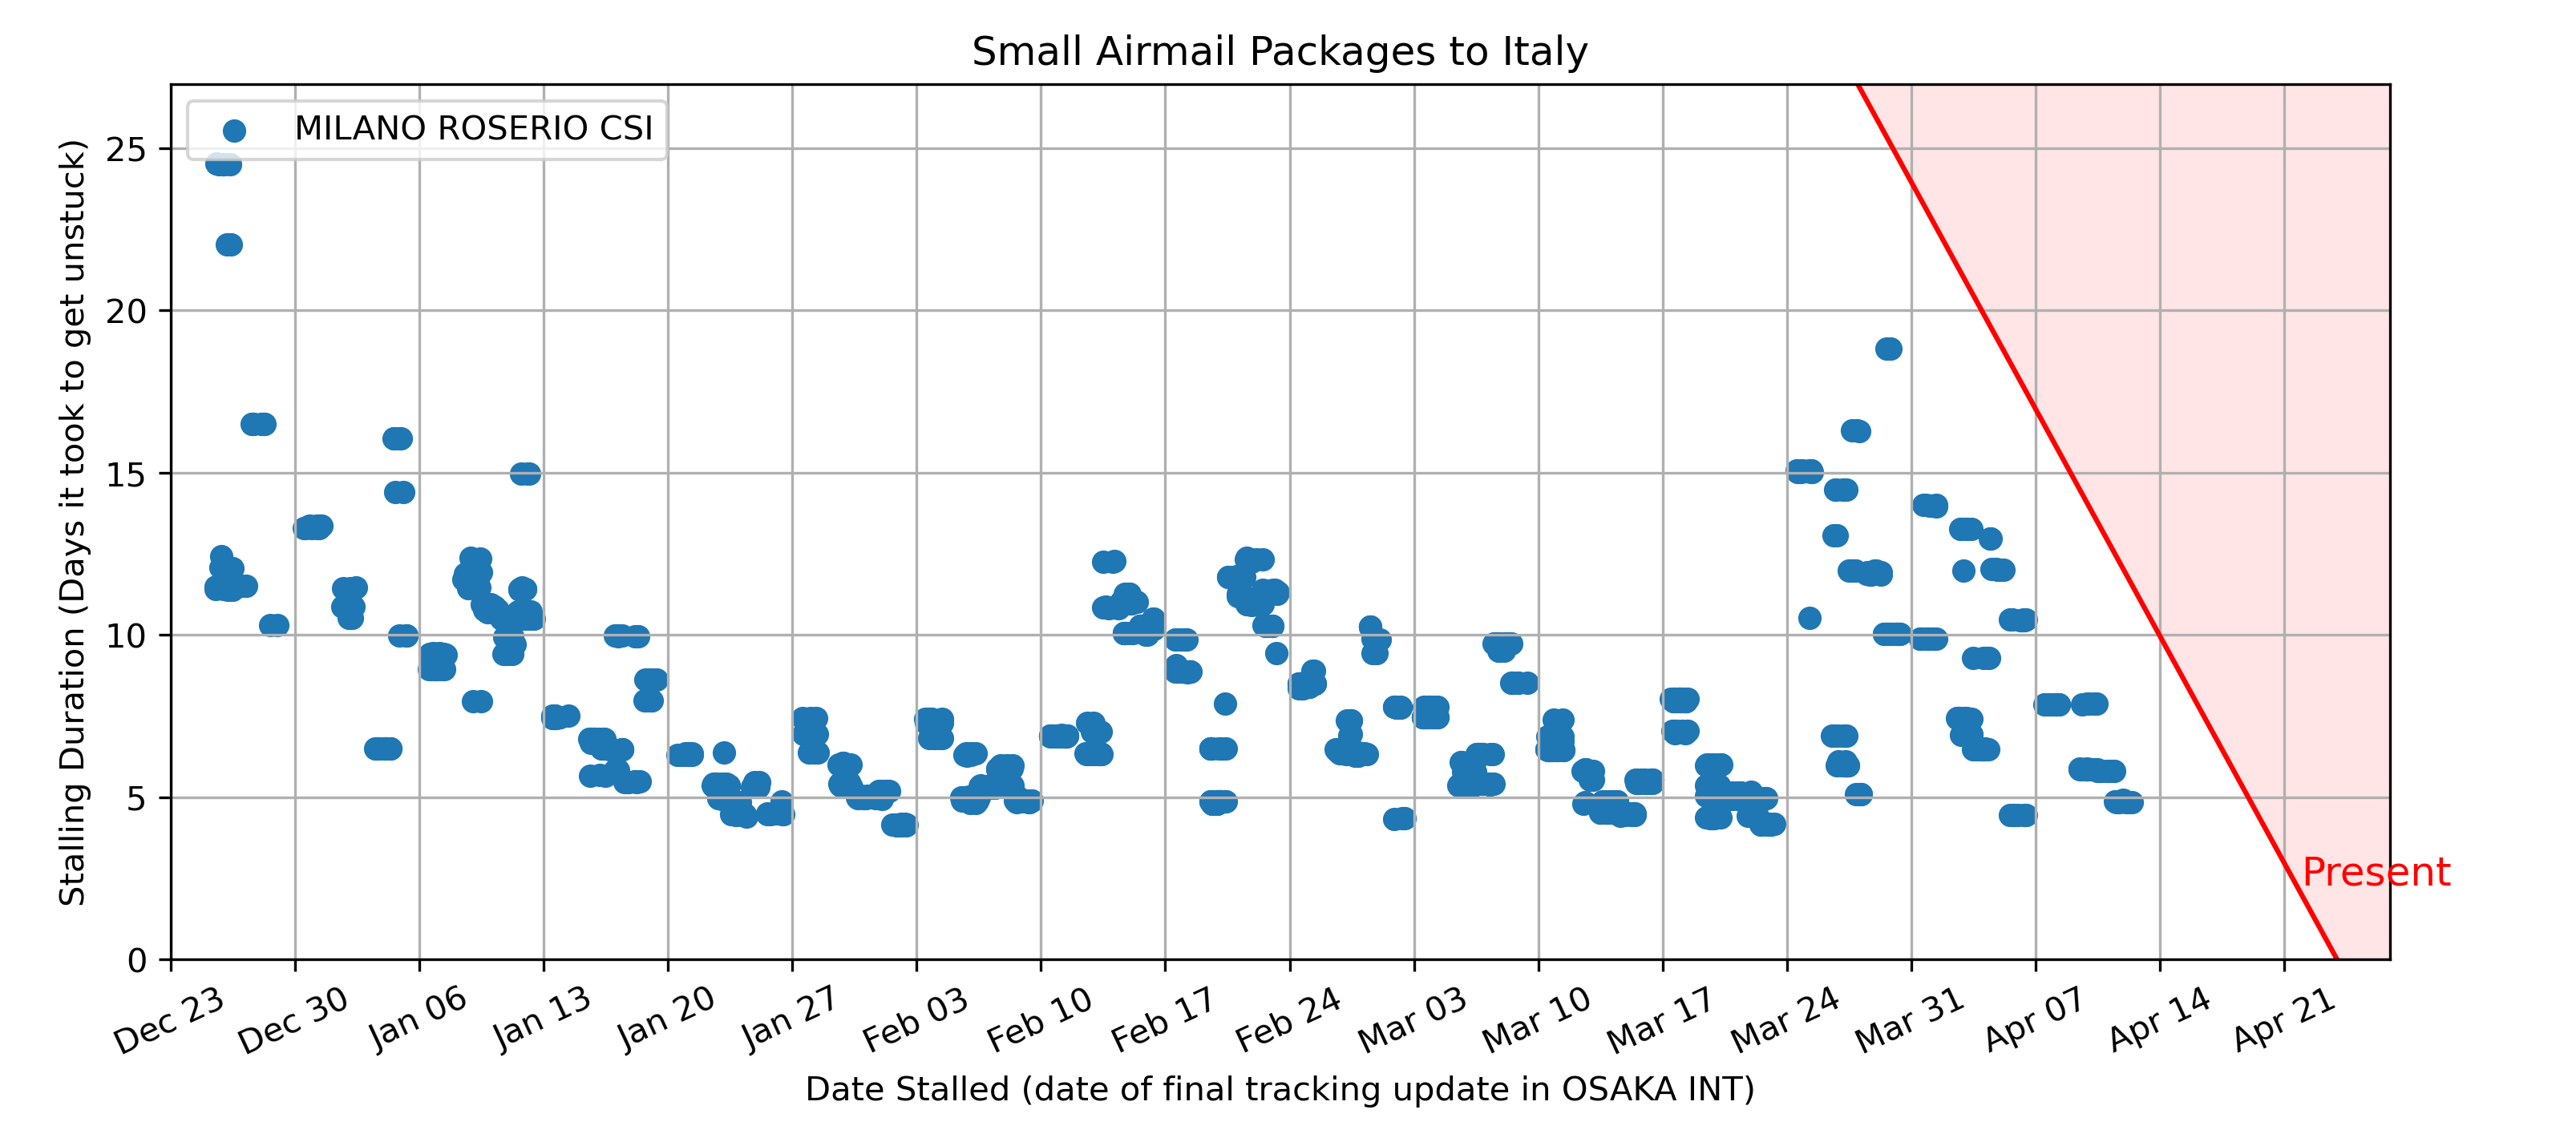 Small Airmail Packages to Italy
MILANO ROSERIO CSI
Stalling Duration (Days it took to get unstuck)
25
20
15
10
5
0
Present
Dec 23
Dec 30
Jan 06
Jan 13
Jan 20
Jan 27
Feb 03
Feb 10
Feb 17
Feb 24
Mar 03
Mar 10
Mar 17
Mar 24
Mar 31
Apr 07
Apr 14
Apr 21
Date Stalled (date of final tracking update in OSAKA INT)